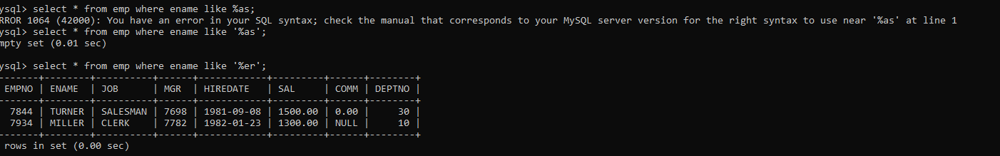 ysql> select * from emp where ename like %as;
RROR 1064 (42000): You have an error in your SQL syntax; check the manual that corresponds to your MySQL server version for the right syntax to use near '%as' at line 1
ysql> select * from emp where ename like '%as';
mpty set (0.01 sec)
ysql> select * from emp where ename like '%er';
-------+--------+----------+------+------------+---------+------+--------+
EMPNO | ENAME | JOB | MGR | HIREDATE | SAL | COMM | DEPTNO |
-------+--------+----------+------+------------+---------+------+--------+
7844 | TURNER | SALESMAN | 7698 | 1981-09-08 | 1500.00 | 0.00 | 30 |
7934 | MILLER | CLERK | 7782 | 1982-01-23 | 1300.00 | NULL | 10 |
-------+--------+----------+------+------------+---------+------+--------+
rows in set (0.00 sec)